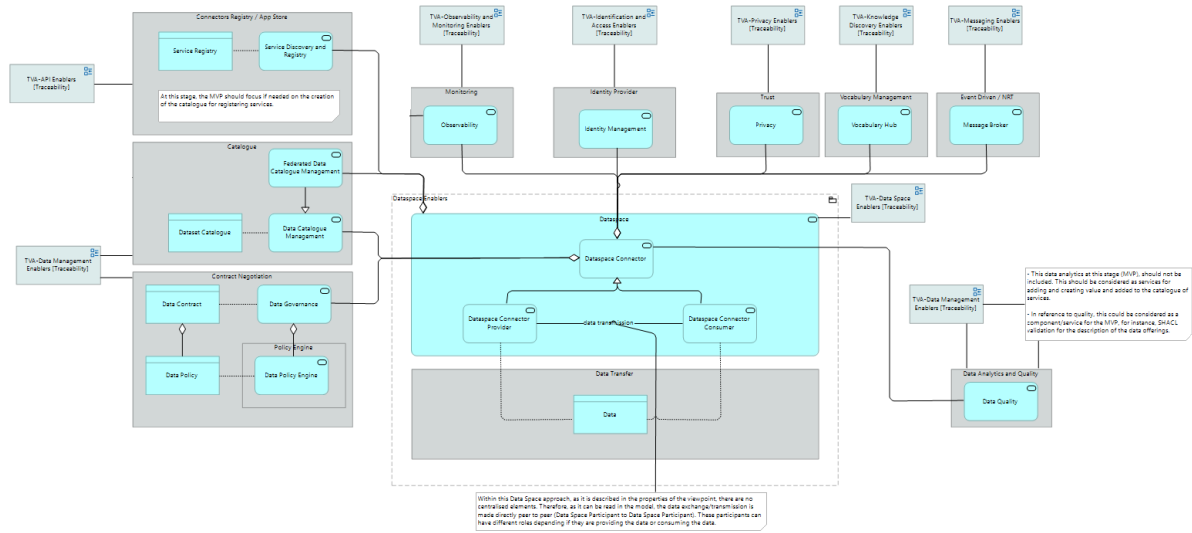 Connectors Registry / App Store
Service Registry
Service Discovery and
Registry
At this stage, the MVP should focus if needed on the creation
of the catalogue for registering services.
TVA-API Enablers
[Traceability]
TVA-Observability and
Monitoring Enablers
[Traceability]
TVA-Identification and
Access Enablers
[Traceability]
TVA-Privacy Enablers
[Traceability]
TVA-Knowledge
Discovery Enablers
[Traceability]
TVA-Messaging Enablers
[Traceability]
Monitoring
Observability
Identity Provider
Identity Management
Trust
Privacy
Vocabulary Management
Vocabulary Hub
Event Driven / NRT
Message Broker
Catalogue
Federated Data
Catalogue Management
Dataset Catalogue
Data Catalogue
Management
TVA-Data Management
Enablers [Traceability]
Contract Negotiation
Data Contract
Data Governance
Policy Engine
Data Policy
Data Policy Engine
Dataspace Enablers
TVA-Data Space
Enablers [Traceability]
Dataspace
Dataspace Connector
Dataspace Connector
Provider
data transmission
Dataspace Connector
Consumer
Data Transfer
Data
TVA-Data Management
Enablers [Traceability]
- This data analytics at this stage (MVP), should not be
included. This should be considered as services for
adding and creating value and added to the catalogue of
services.
- In reference to quality, this could be considered as a
component/service for the MVP, for instance, SHACL
validation for the description of the data offerings.
Data Analytics and Quality
Data Quality
Within this Data Space approach, as it is described in the properties of the viewpoint, there are no
centralised elements. Therefore, as it can be read in the model, the data exchange/transmission is
made directly peer to peer (Data Space Participant to Data Space Participant). These participants can
have different roles depending if they are providing the data or consuming the data.